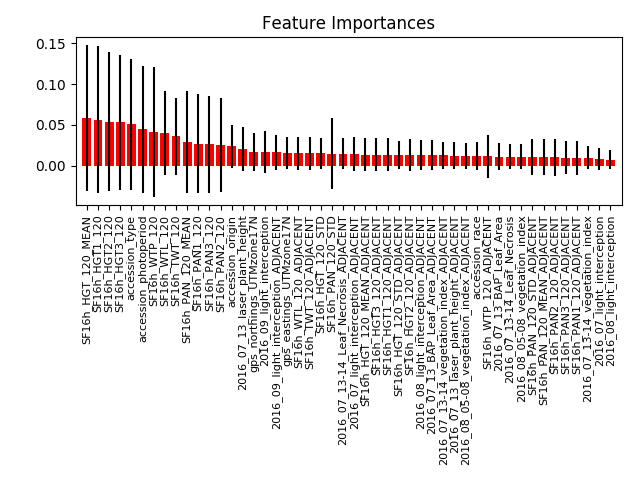 Feature Importances
0.15
0.10
0.05
0.00
SF16h_HGT_120_MEAN
SF16h_HGT1_120
SF16h_HGT2_120
SF16h_HGT3_120
accession_type
accession_photoperiod
SF16h_WTP_120
SF16h_WTL_120
SF16h_TWT_120
SF16h_PAN_120_MEAN
SF16h_PAN1_120
SF16h_PAN3_120
SF16h_PAN2_120
accession_origin
2016_07_13_laser_plant_height
gps_northings_UTMzone17N
2016_09_light_interception
2016_09_light_interception_ADJACENT
gps_eastings_UTMzone17N
SF16h_WTL_120_ADJACENT
SF16h_TWT_120_ADJACENT
SF16h_HGT_120_STD
SF16h_PAN_120_STD
2016_07_13-14_Leaf_Necrosis_ADJACENT
2016_07_light_interception_ADJACENT
SF16h_HGT_120_MEAN_ADJACENT
SF16h_HGT3_120_ADJACENT
SF16h_HGT1_120_ADJACENT
SF16h_HGT_120_STD_ADJACENT
SF16h_HGT2_120_ADJACENT
2016_08_light_interception_ADJACENT
2016_07_13_BAP_Leaf_Area_ADJACENT
2016_07_13-14_vegetation_index_ADJACENT
2016_07_13_laser_plant_height_ADJACENT
2016_08_05-08_vegetation_index_ADJACENT
accession_race
SF16h_WTP_120_ADJACENT
2016_07_13_BAP_Leaf_Area
2016_07_13-14_Leaf_Necrosis
2016_08_05-08_vegetation_index
SF16h_PAN_120_STD_ADJACENT
SF16h_PAN_120_MEAN_ADJACENT
SF16h_PAN2_120_ADJACENT
SF16h_PAN3_120_ADJACENT
SF16h_PAN1_120_ADJACENT
2016_07_13-14_vegetation_index
2016_07_light_interception
2016_08_light_interception